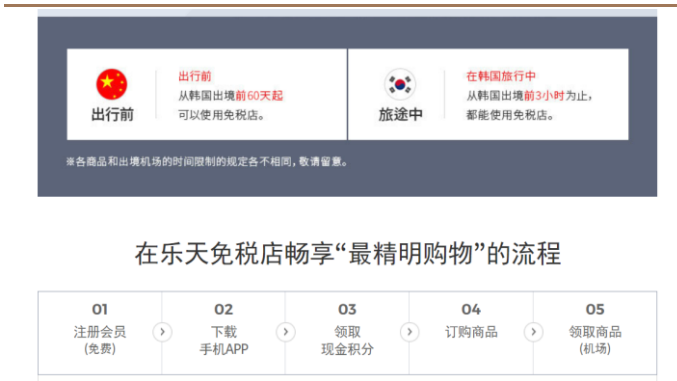 出行前
出行前
从韩国出境前60天起
可以使用免税店。
旅途中
在韩国旅行中
从韩国出境前3小时为止，
都能使用免税店。
※各商品和出境机场的时间限制的规定各不相同，敬请留意。
在乐天免税店畅享“最精明购物”的流程
01
注册会员
(免费)
02
下载
手机APP
03
领取
现金积分
04
订购商品
05
领取商品
(机场)